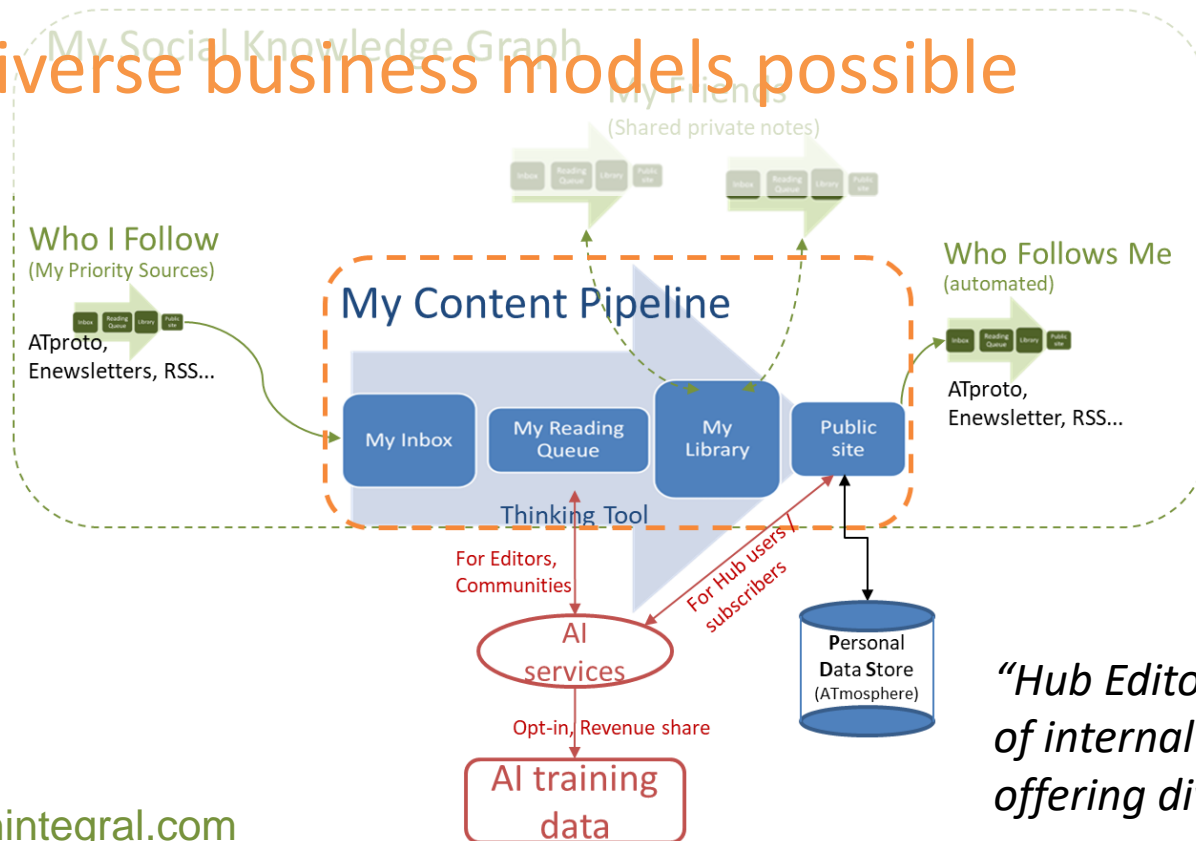 My Social Knowledge Graph
iverse business models possible
My Friends
(Shared private notes)
Inbox
Reading
Queue
Library
Public
site
Inbox
Reading
Queue
Library
Public
site
Who I Follow
(My Priority Sources)
Inbox
Reading
Queue
Library
Public
site
ATproto,
Enewsletters, RSS...
Who Follows Me
(automated)
Inbox
Reading
Queue
Library
Public
site
ATproto,
Enewsletter, RSS...
My Content Pipeline
My Inbox
My Reading
Queue
My
Library
Public
site
Thinking Tool
For Editors,
Communities
For Hub users /
subscribers
AI
services
Opt-in, Revenue share
AI training
data
Personal
Data Store
(ATmosphere)
“Hub Edito
of internal
offering di
integral.com